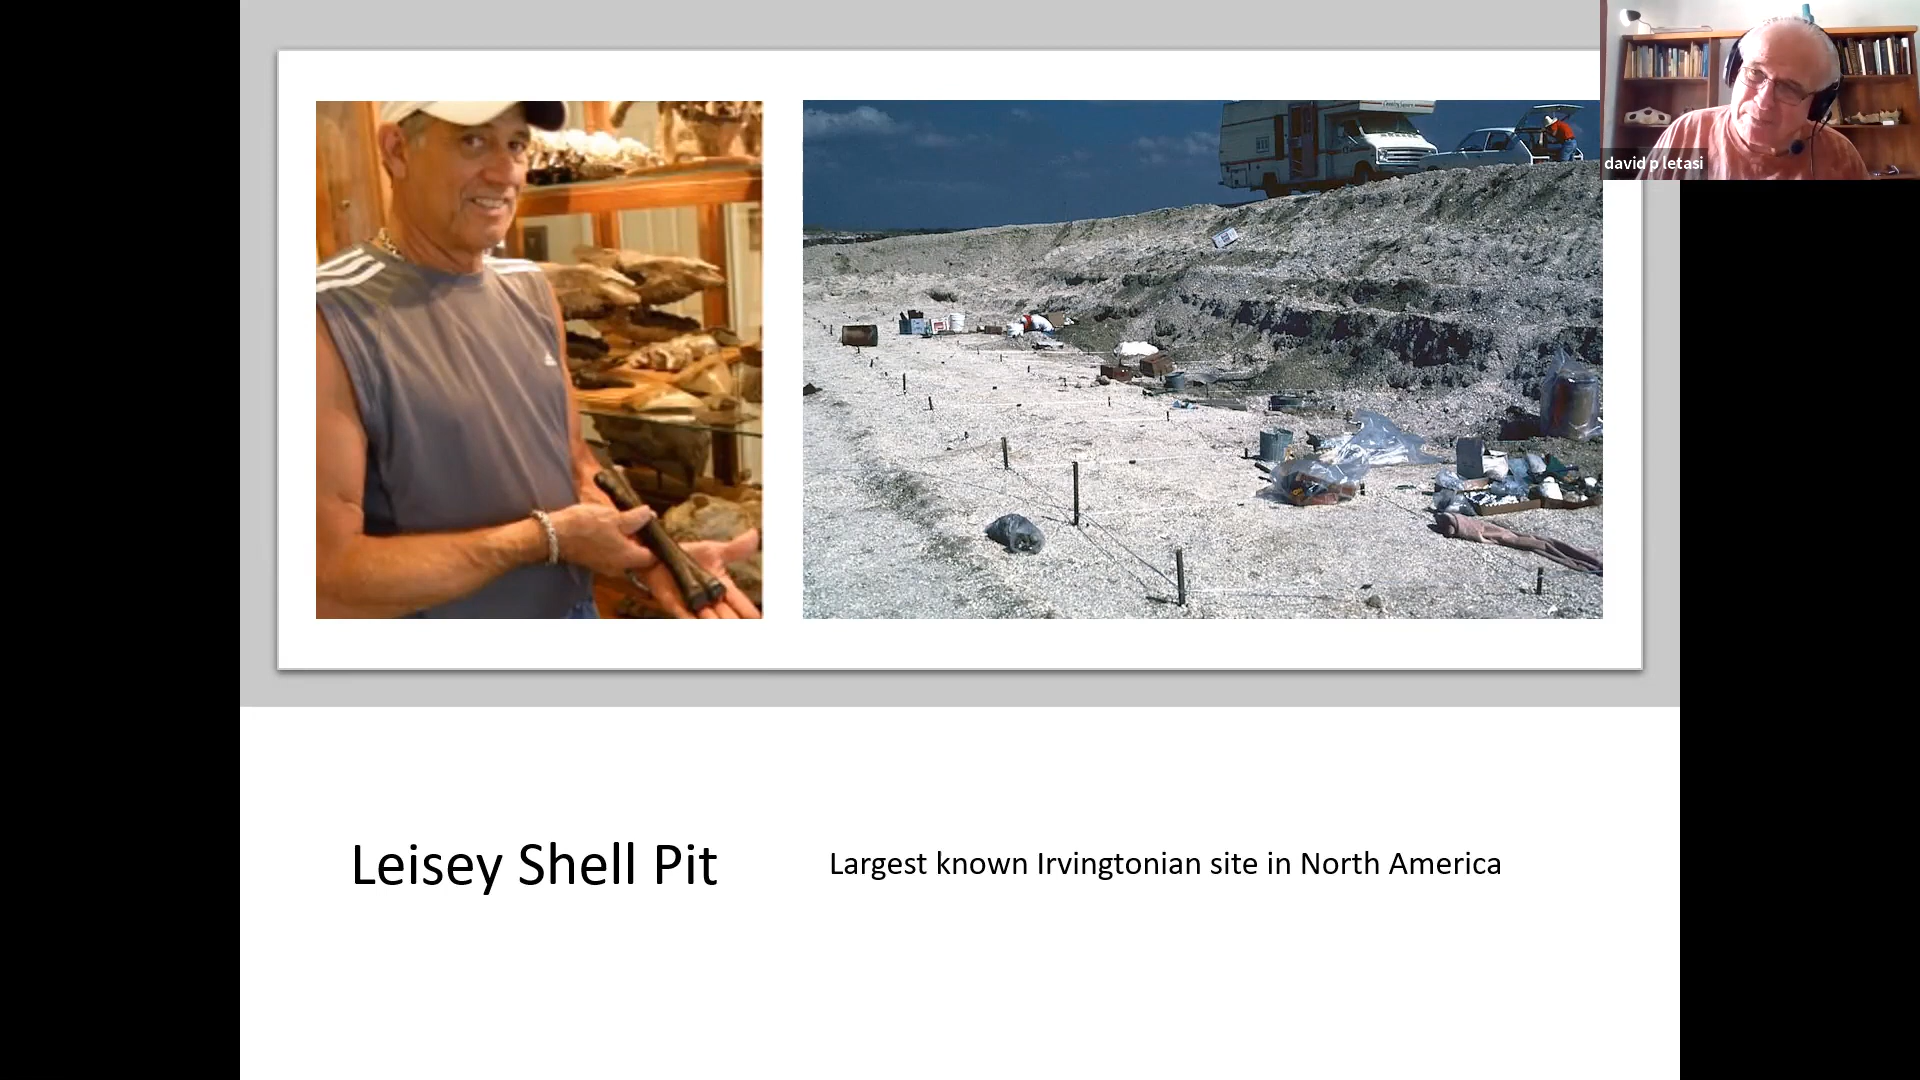 david p letasi
Leisey Shell Pit
Largest known Irvingtonian site in North America